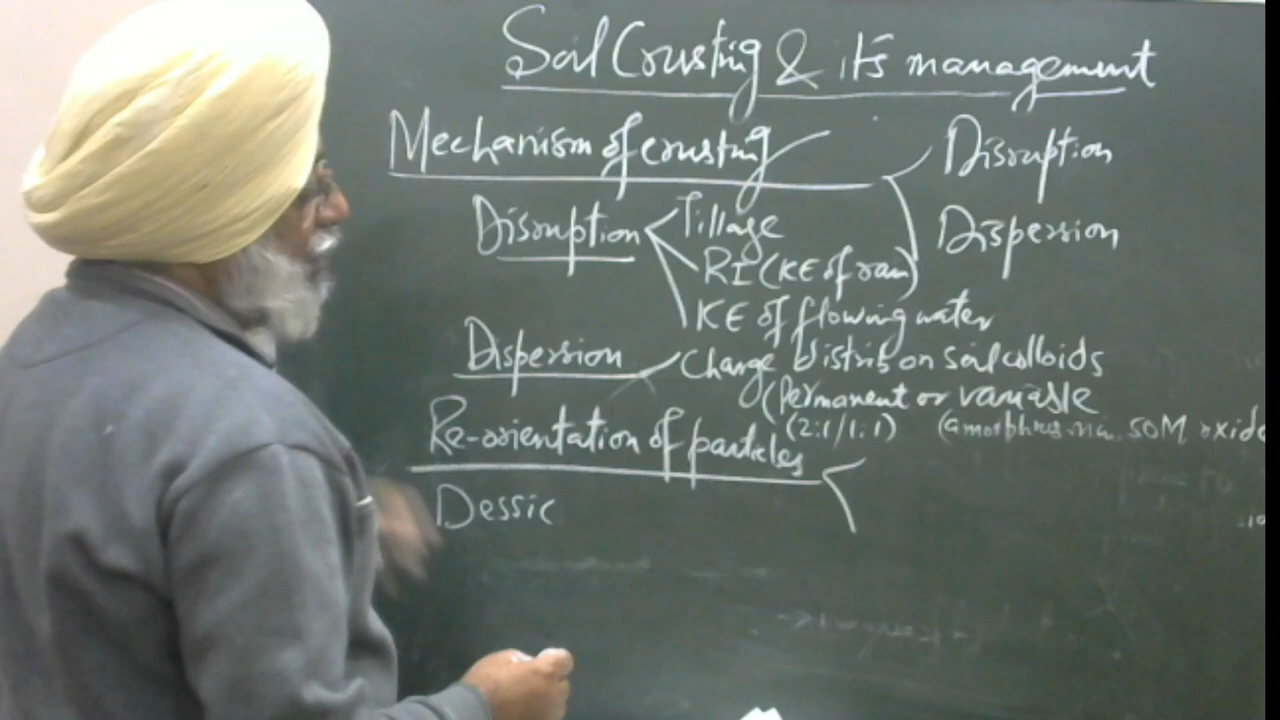 Soil Crusting & its management
Mechanism of crusting
Disruption
Dispersion
Disruption
Tillage
RI (KE of rain)
KE of flowing water
Dispersion
Charge distrib on soil colloids
(Permanent or variable
(2:1/1:1) (amorphus SOM oxide
Re-orientation of particles
Dessic